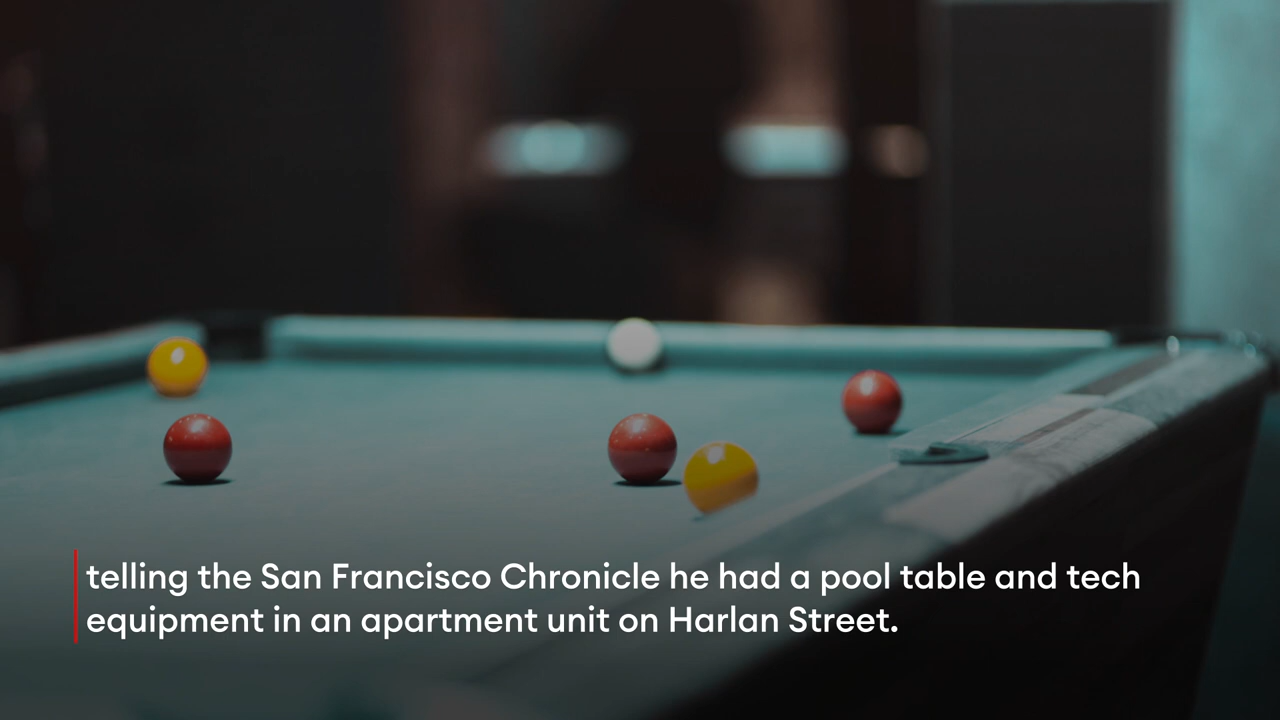 telling the San Francisco Chronicle he had a pool table and tech
equipment in an apartment unit on Harlan Street.